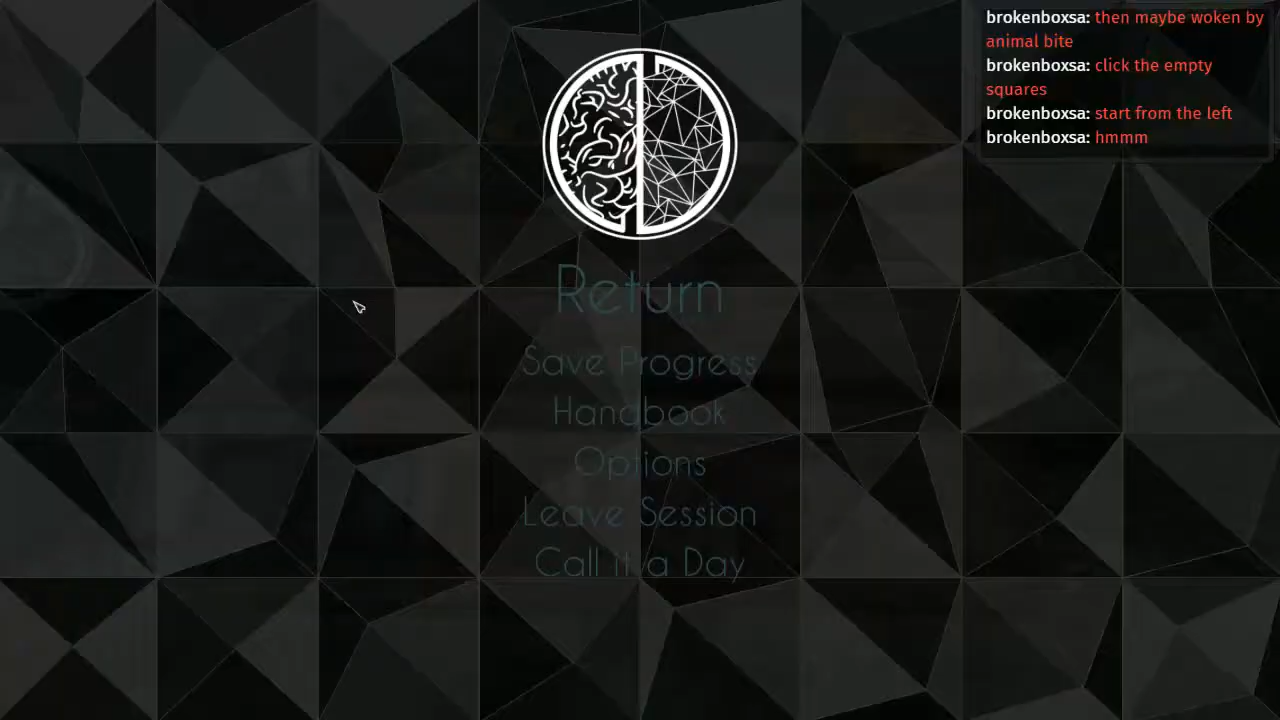 brokenboxsa: then maybe woken by
animal bite
brokenboxsa: click the empty
squares
brokenboxsa: start from the left
brokenboxsa: hmmm
Return
Save Progress
Handbook
Options
Leave Session
Call it a Day